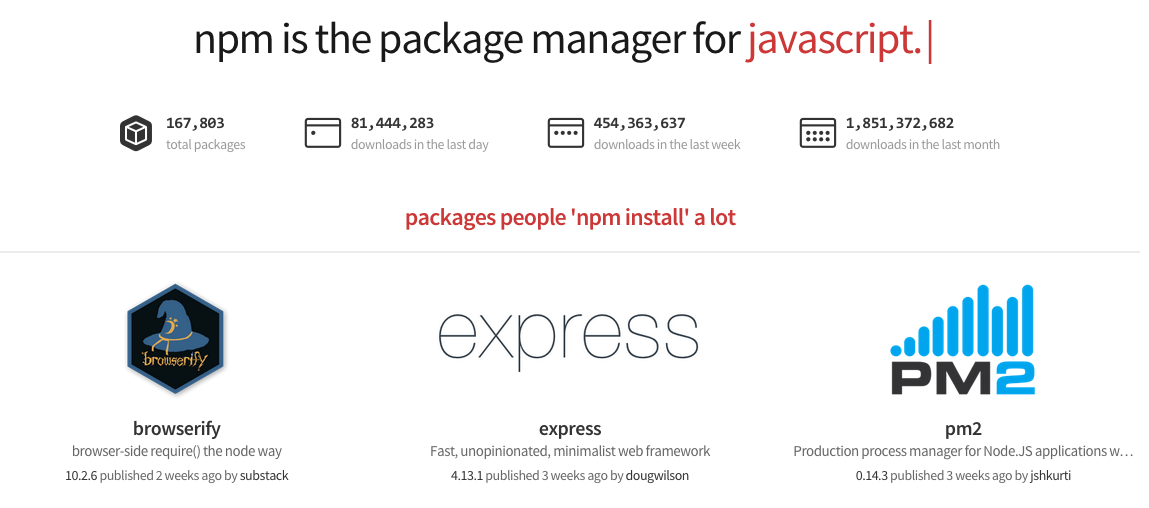 npm is the package manager for javascript.
167,803
total packages
81,444,283
downloads in the last day
454,363,637
downloads in the last week
1,851,372,682
downloads in the last month
packages people 'npm install' a lot
browserify
express
PM2
browserify
browser-side require() the node way
10.2.6 published 2 weeks ago by substack
express
Fast, unopinionated, minimalist web framework
4.13.1 published 3 weeks ago by dougwilson
pm2
Production process manager for Node.JS applications w…
0.14.3 published 3 weeks ago by jshkurti